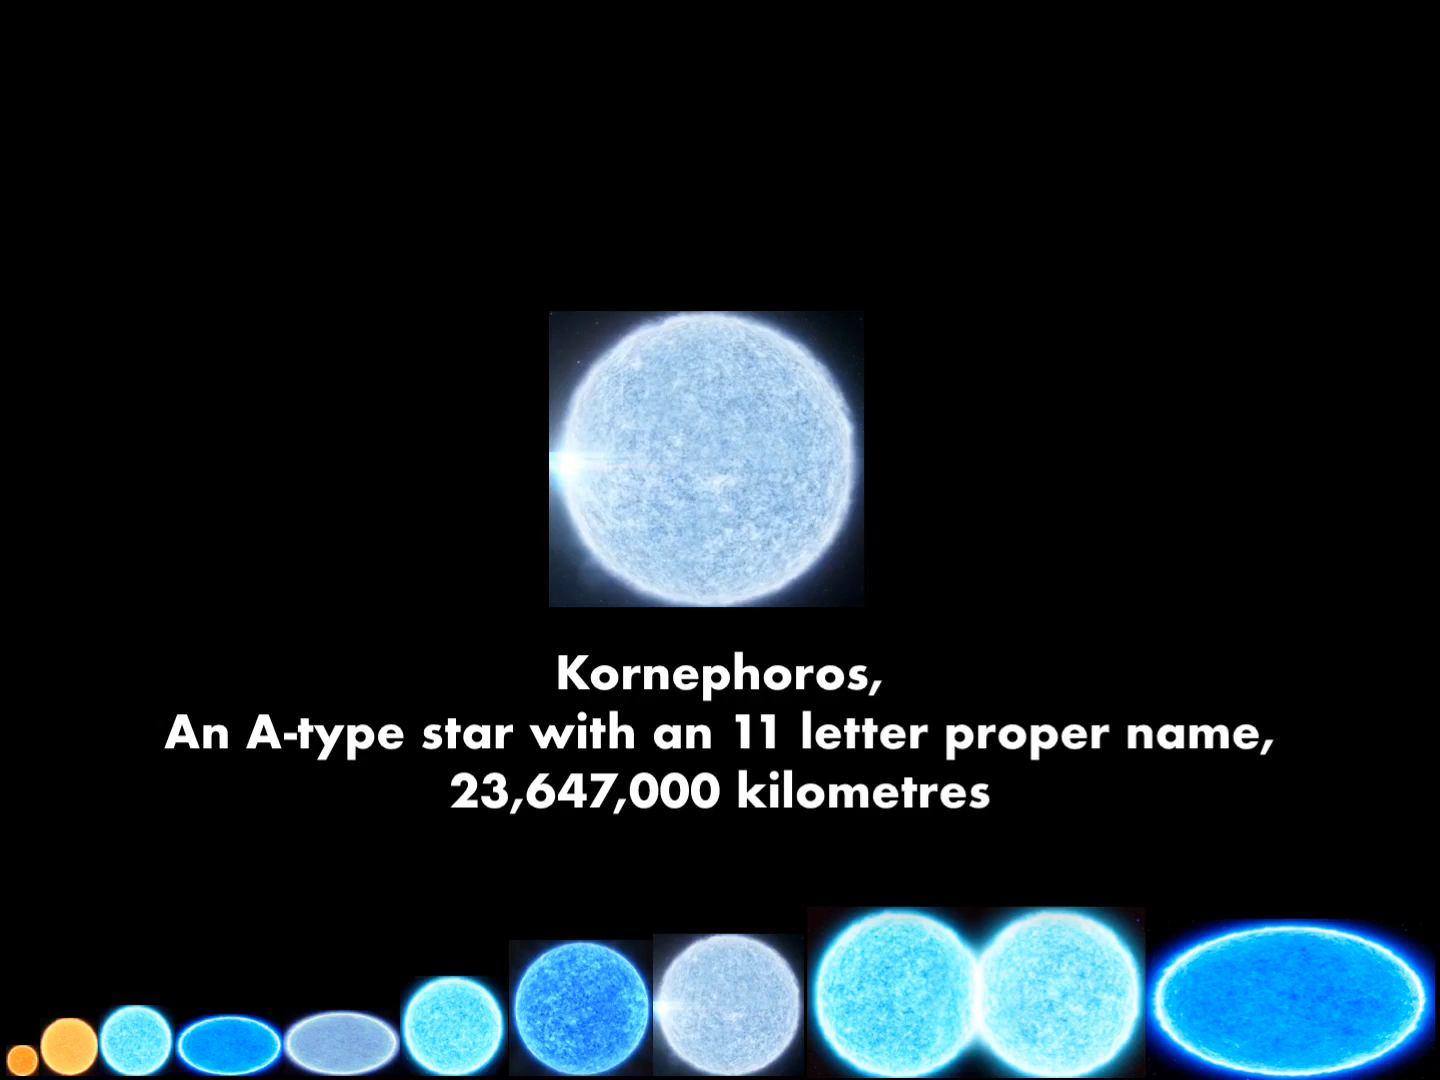 Kornephoros,
An A-type star with an 11 letter proper name,
23,647,000 kilometres